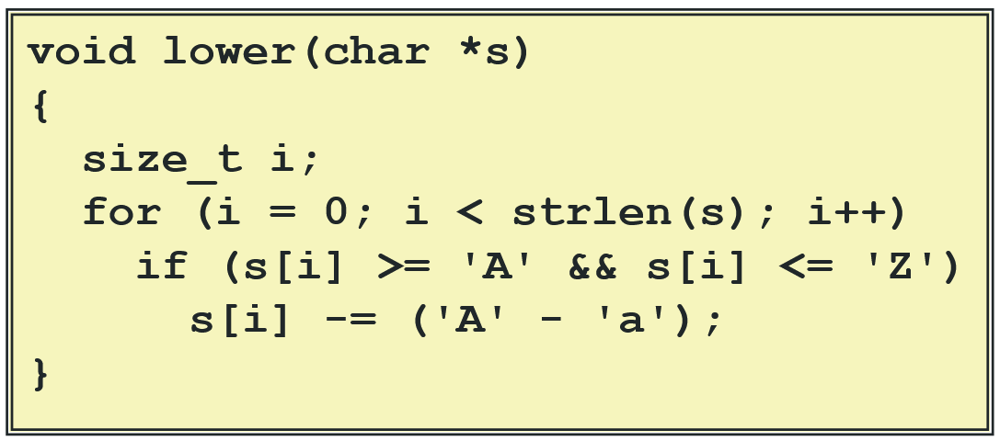 void lower(char *s)
{
  size_t i;
  for (i = 0; i < strlen(s); i++)
    if (s[i] >= 'A' && s[i] <= 'Z')
      s[i] -= ('A' - 'a');
}